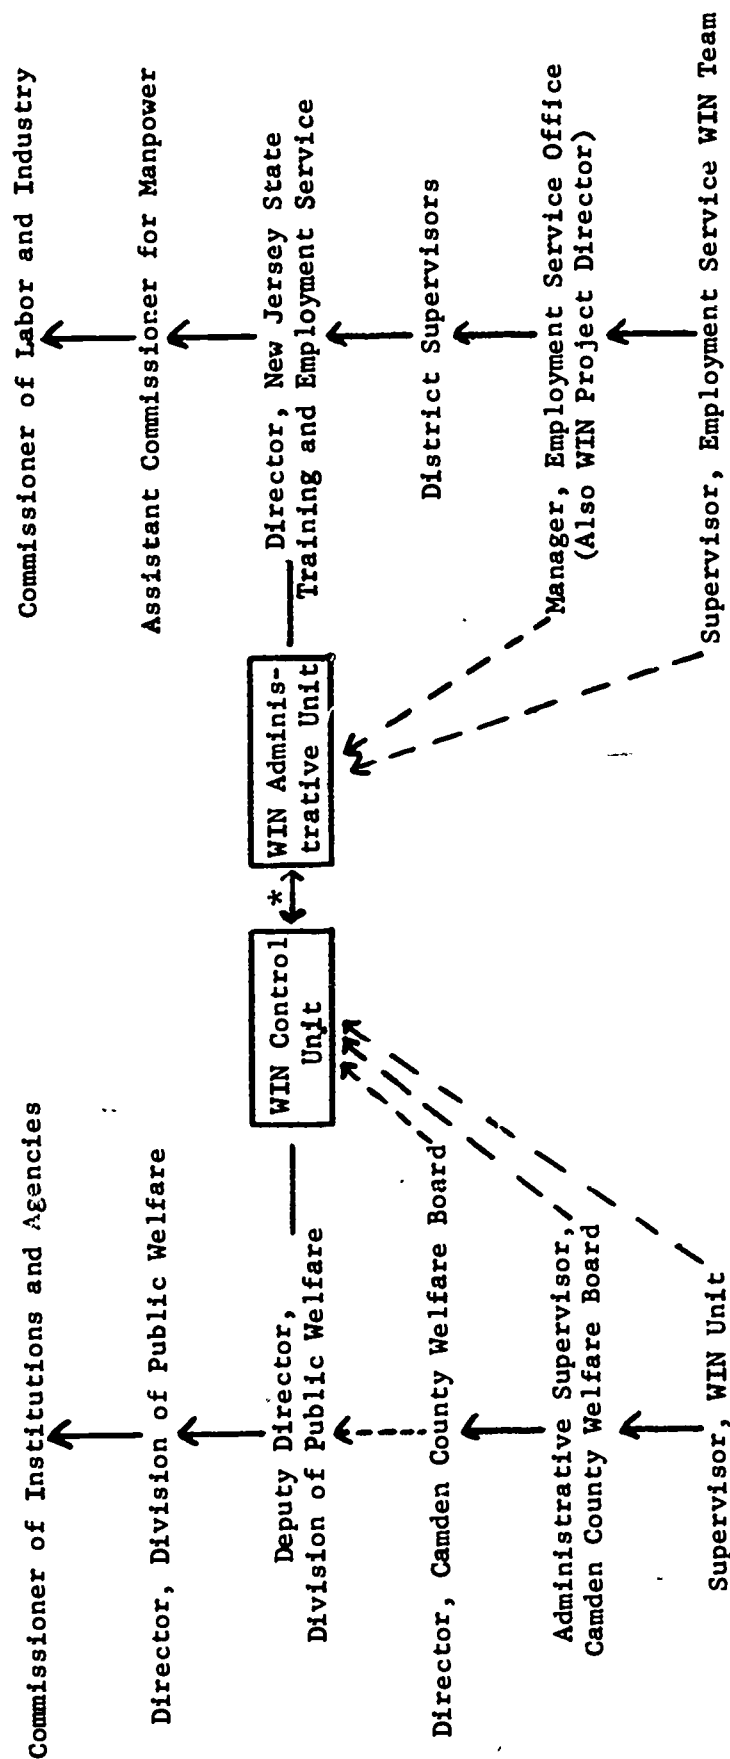 Commissioner of Institutions and Agencies
Commissioner of Labor and Industry
Director, Division of Public Welfare
Assistant Commissioner for Manpower
Deputy Director,
Division of Public Welfare
WIN Control
Unit
*
WIN Adminis-
trative Unit
Director, New Jersey State
Training and Employment Service
Director, Camden County Welfare Board
District Supervisors
Administrative Supervisor,
Camden County Welfare Board
Manager, Employment Service Office
(Also WIN Project Director)
Supervisor, WIN Unit
Supervisor, Employment Service WIN Team